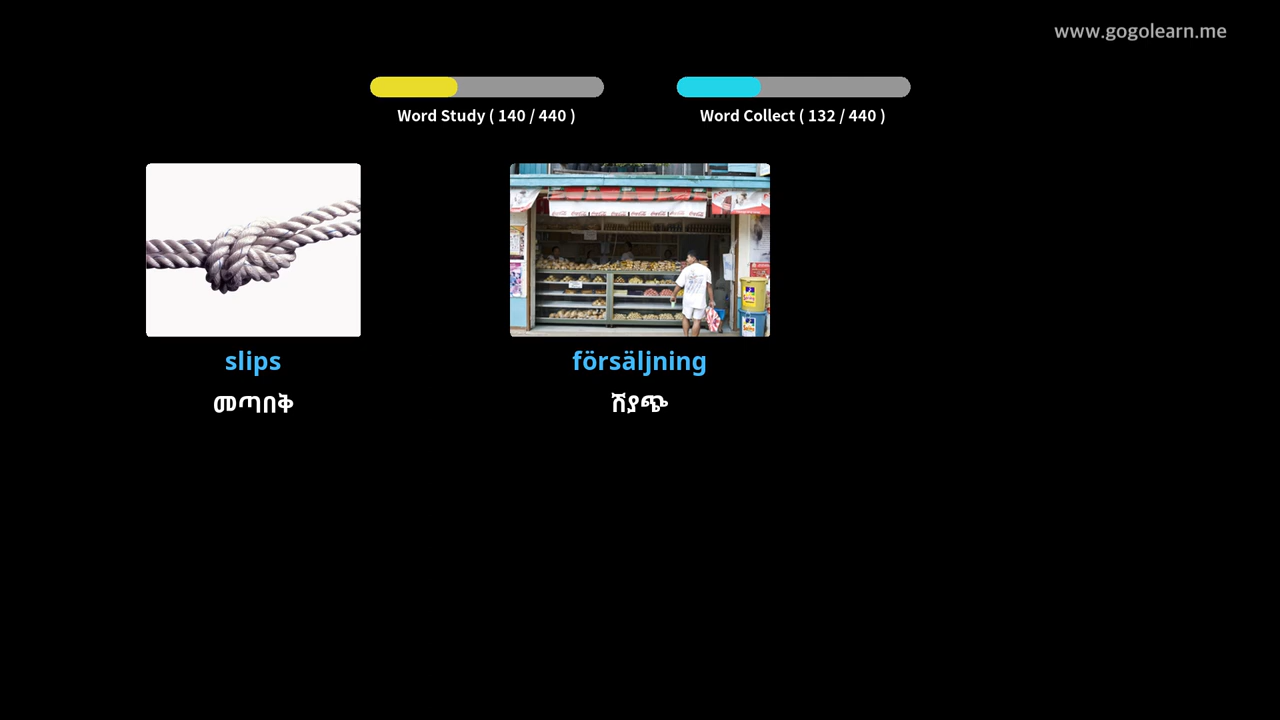 www.gogolearn.me
Word Study ( 140 / 440 )
Word Collect ( 132 / 440 )
slips
försäljning
መጣበቅ
ሽያጭ